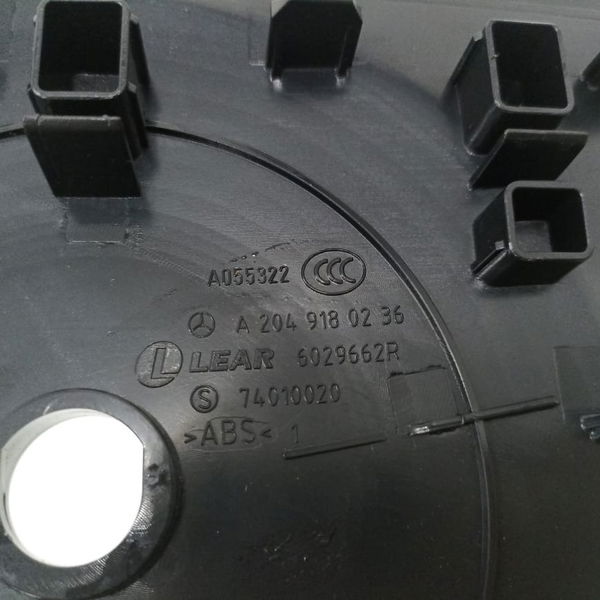 A055322 CCC
A 204 918 02 36
L LEAR 6029662R
S 74010020
>ABS< 1